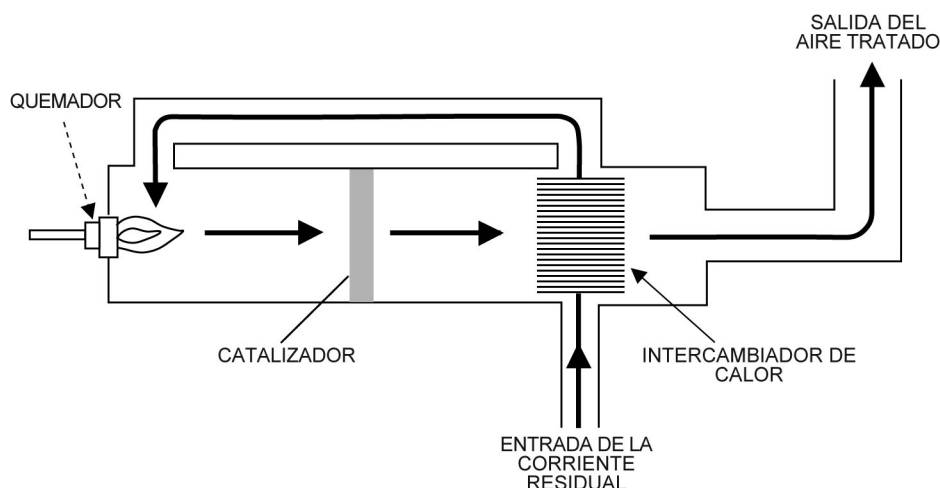 SALIDA DEL
AIRE TRATADO
QUEMADOR
CATALIZADOR
INTERCAMBIADOR DE
CALOR
ENTRADA DE LA
CORRIENTE
RESIDUAL